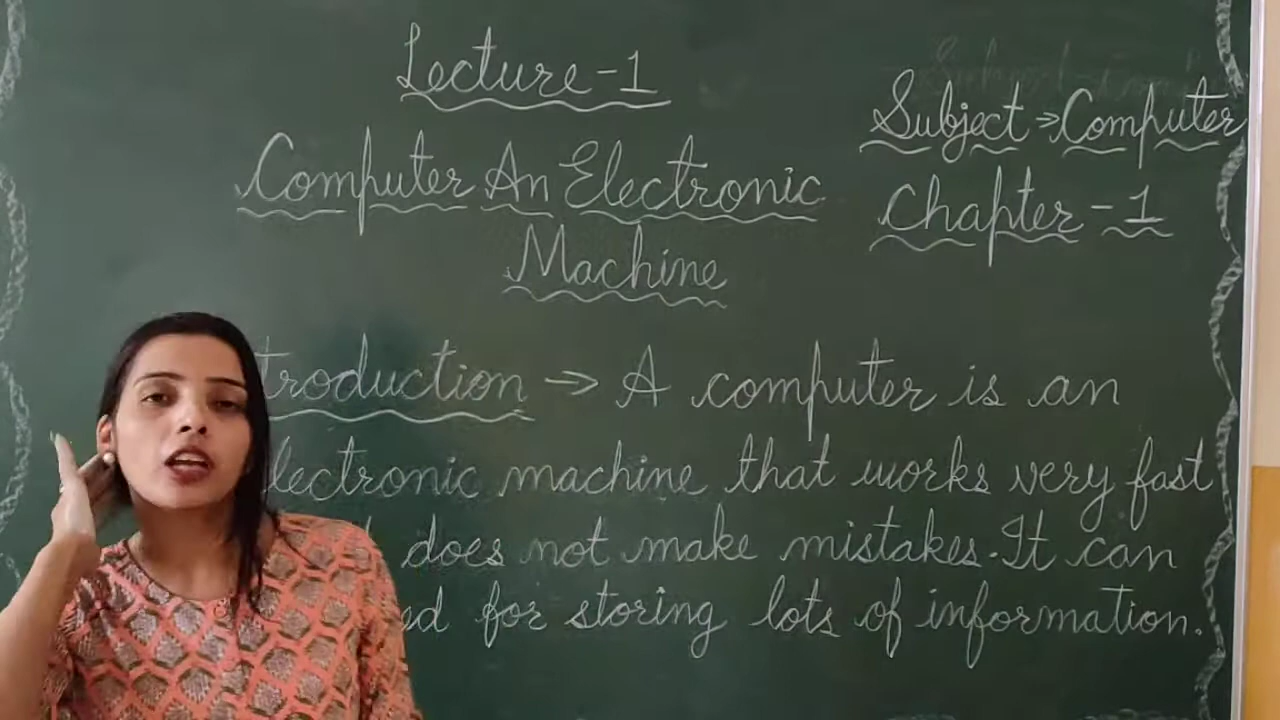 Lecture-1
Subject → Computer
Computer An Electronic
Chapter-1
Machine
troduction → A computer is an
lectronic machine that works very fast
does not make mistakes. It can
ed for storing lots of information.